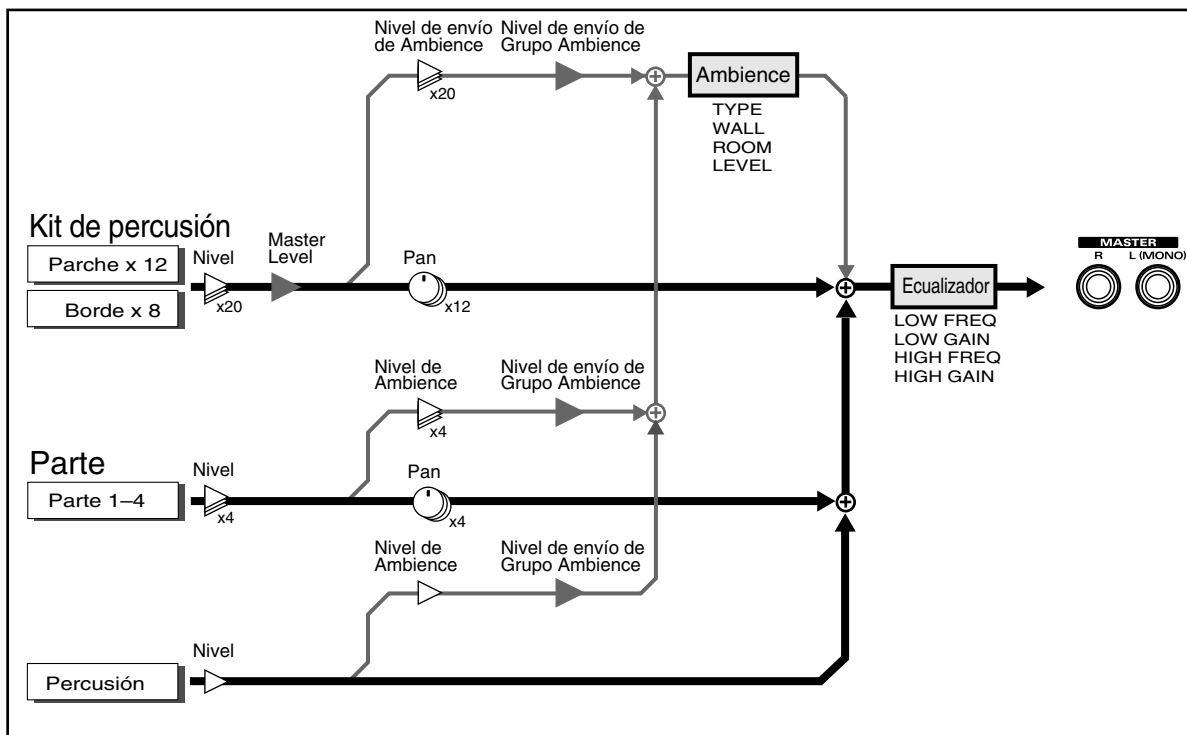 Nivel de envío
de Ambience
Nivel de envío de
Grupo Ambience
x20
Ambience
TYPE
WALL
ROOM
LEVEL
Kit de percusión
Parche x 12
Borde x 8
Nivel
x20
Master
Level
Pan
x12
Ecualizador
LOW FREQ
LOW GAIN
HIGH FREQ
HIGH GAIN
MASTER
R
L (MONO)
Nivel de
Ambience
Nivel de envío de
Grupo Ambience
x4
Parte
Parte 1–4
Nivel
x4
Pan
x4
Nivel de
Ambience
Nivel de envío de
Grupo Ambience
Percusión
Nivel